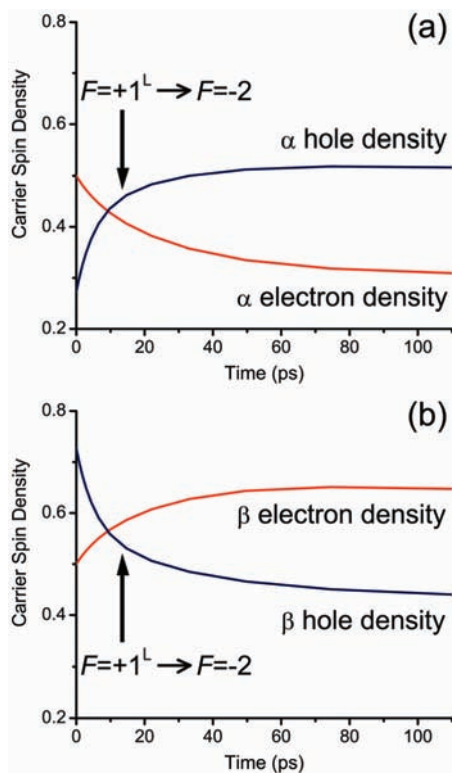 (a)
0.8
F=+1ᴸ → F=-2
Carrier Spin Density
0.6
α hole density
0.4
α electron density
0.2
0 20 40 60 80 100
Time (ps)
(b)
0.8
Carrier Spin Density
0.6
β electron density
0.4
β hole density
F=+1ᴸ → F=-2
0.2
0 20 40 60 80 100
Time (ps)